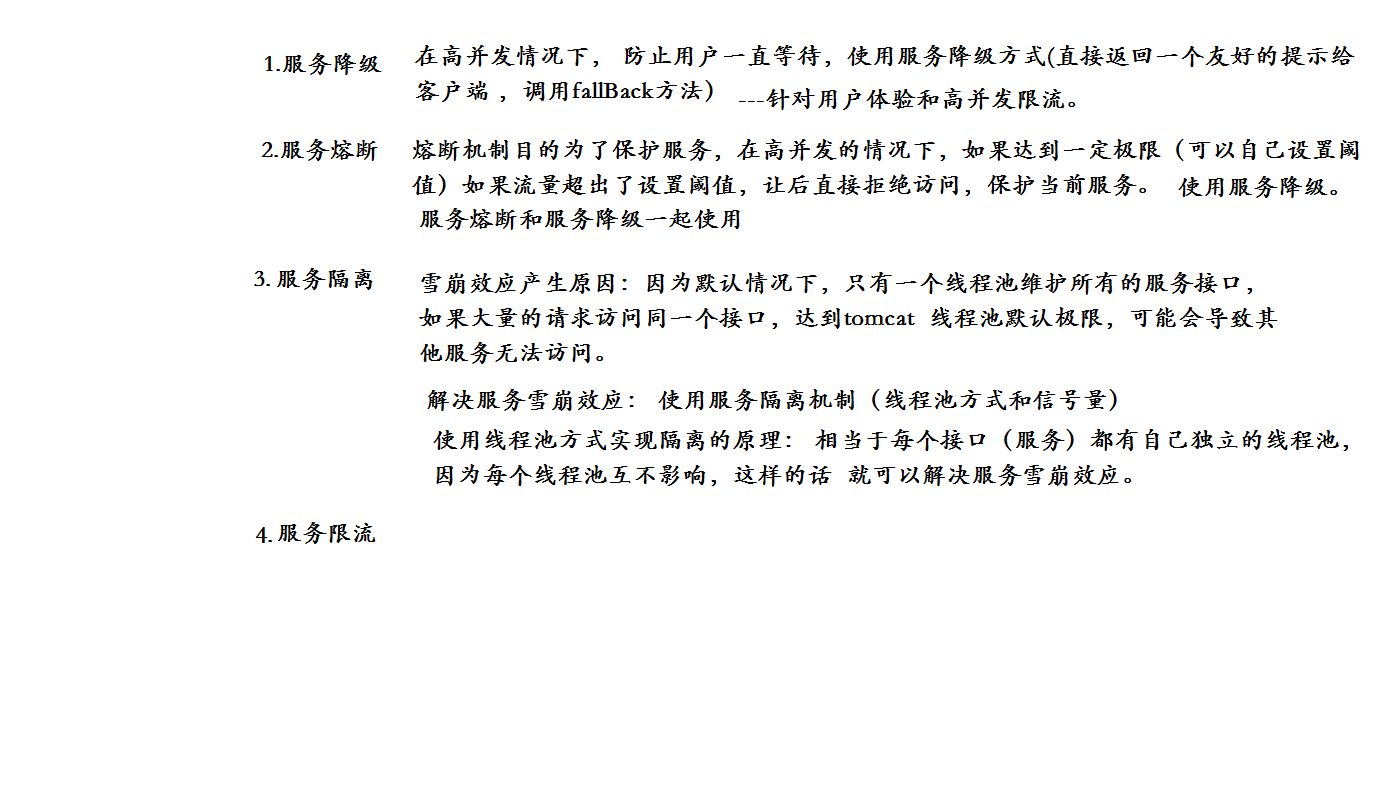 1.服务降级 在高并发情况下， 防止用户一直等待，使用服务降级方式(直接返回一个友好的提示给
客户端 ，调用fallBack方法） ---针对用户体验和高并发限流。
2.服务熔断 熔断机制目的为了保护服务，在高并发的情况下，如果达到一定极限（可以自己设置阈
值）如果流量超出了设置阈值，让后直接拒绝访问，保护当前服务。 使用服务降级。
服务熔断和服务降级一起使用
3. 服务隔离 雪崩效应产生原因：因为默认情况下，只有一个线程池维护所有的服务接口，
如果大量的请求访问同一个接口，达到tomcat 线程池默认极限，可能会导致其
他服务无法访问。
解决服务雪崩效应： 使用服务隔离机制（线程池方式和信号量）
使用线程池方式实现隔离的原理： 相当于每个接口（服务）都有自己独立的线程池，
因为每个线程池互不影响，这样的话 就可以解决服务雪崩效应。
4. 服务限流